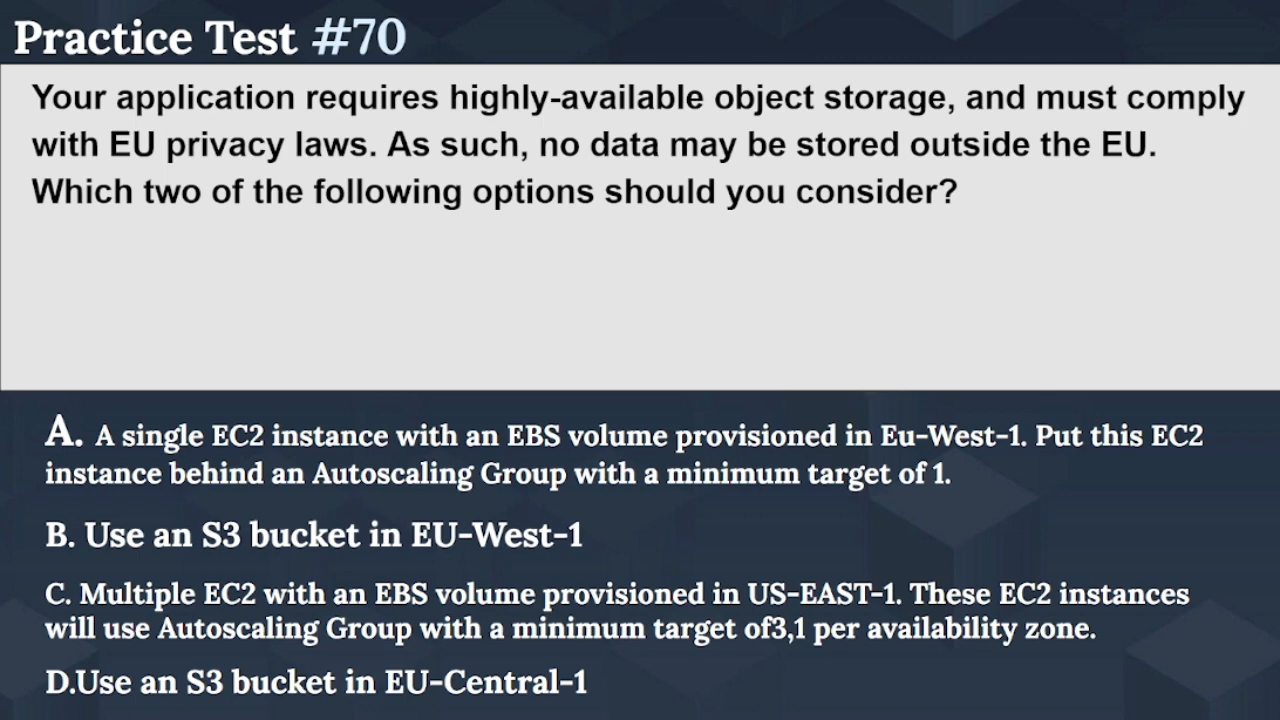 Practice Test #70
Your application requires highly-available object storage, and must comply
with EU privacy laws. As such, no data may be stored outside the EU.
Which two of the following options should you consider?
A. A single EC2 instance with an EBS volume provisioned in Eu-West-1. Put this EC2
instance behind an Autoscaling Group with a minimum target of 1.
B. Use an S3 bucket in EU-West-1
C. Multiple EC2 with an EBS volume provisioned in US-EAST-1. These EC2 instances
will use Autoscaling Group with a minimum target of3,1 per availability zone.
D.Use an S3 bucket in EU-Central-1